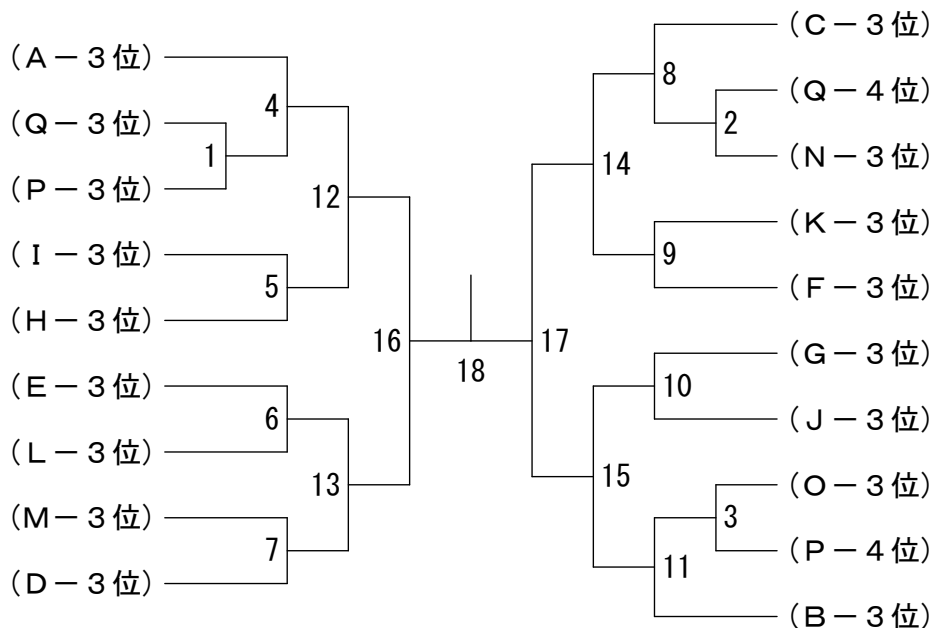 (A－3位)
(Q－3位)
(P－3位)
(I－3位)
(H－3位)
(E－3位)
(L－3位)
(M－3位)
(D－3位)
4
1
12
5
16
6
13
7
18
(C－3位)
(Q－4位)
(N－3位)
(K－3位)
(F－3位)
(G－3位)
(J－3位)
(O－3位)
(P－4位)
(B－3位)
8
2
14
9
17
10
15
3
11